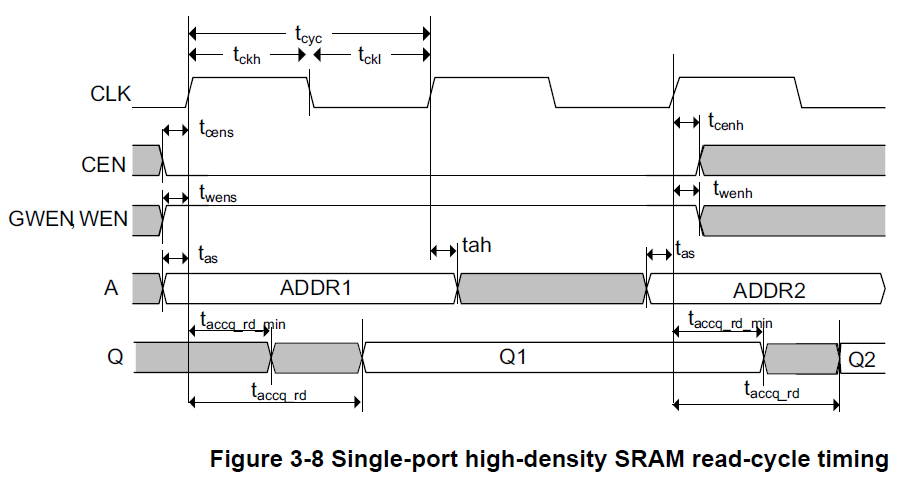 tcyc
tckh tckl
CLK
tcens tcenh
CEN
twens twenh
GWEN, WEN
tas tah tas
A ADDR1 ADDR2
taccq_rd_min taccq_rd_min
Q Q1 Q2
taccq_rd taccq_rd
Figure 3-8 Single-port high-density SRAM read-cycle timing